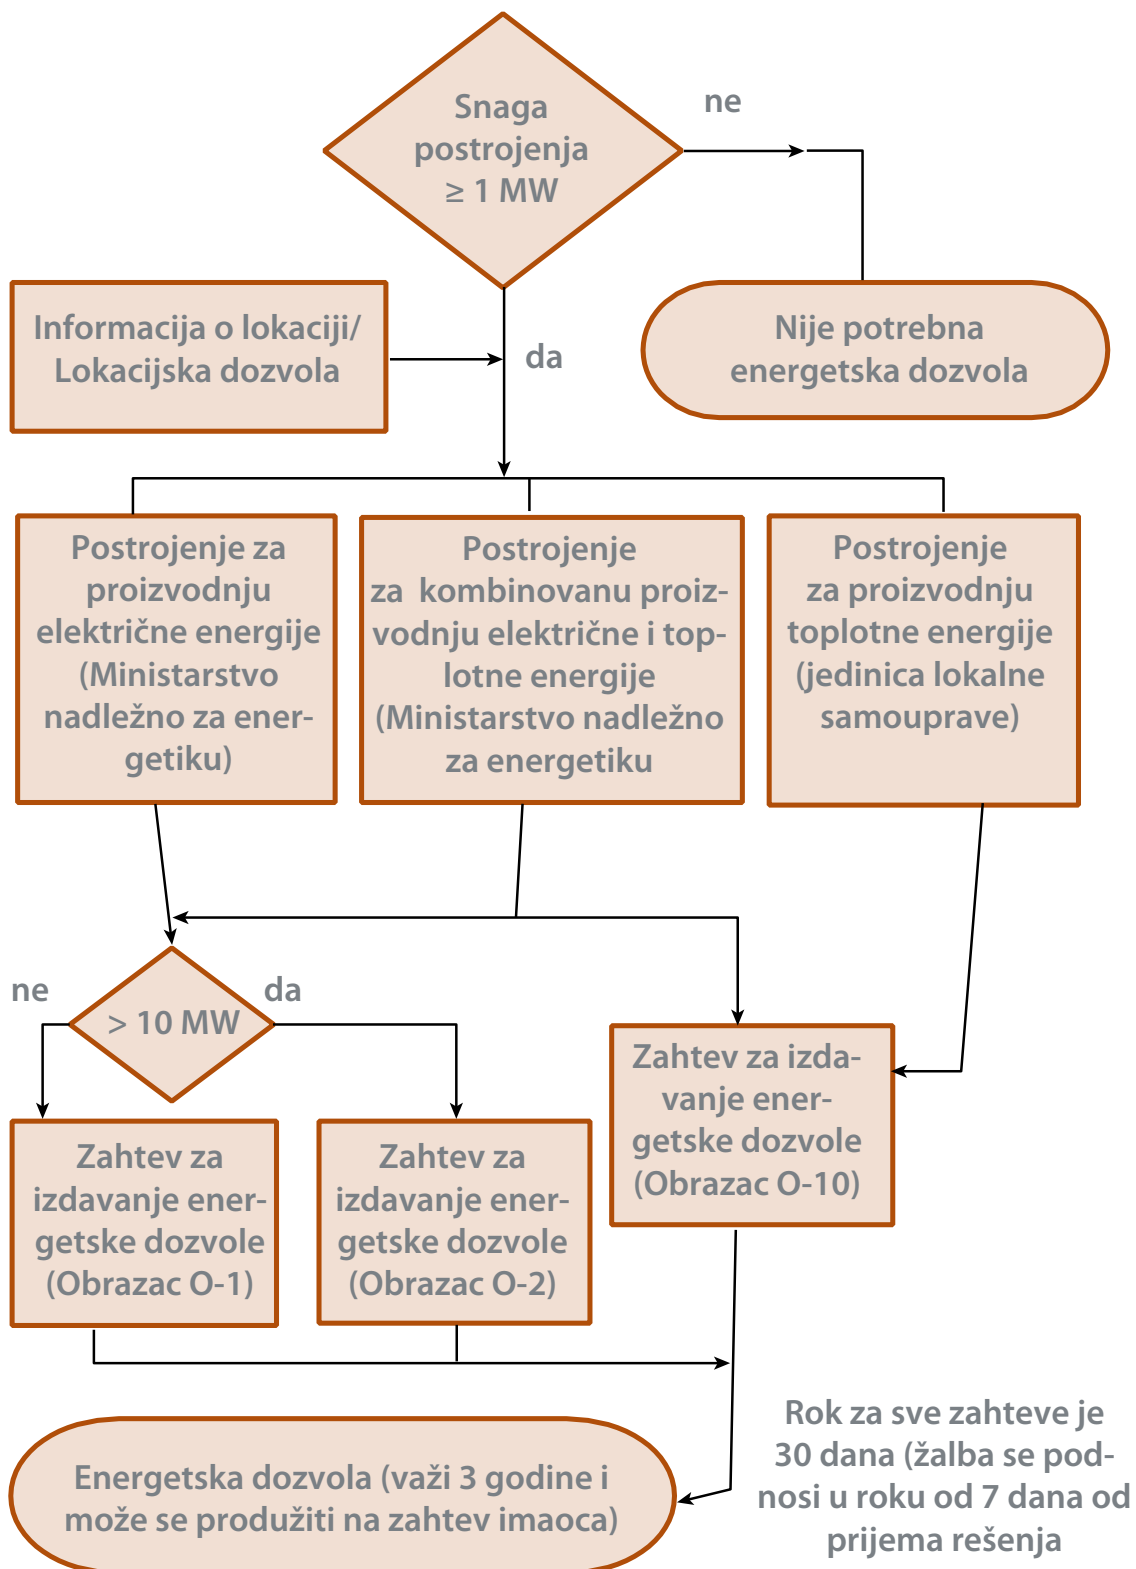 Snaga
postrojenja
≥ 1 MW
ne
Informacija o lokaciji/
Lokacijska dozvola
da
Nije potrebna
energetska dozvola
Postrojenje za
proizvodnju
električne energije
(Ministarstvo
nadležno za ener-
getiku)
Postrojenje
za kombinovanu proiz-
vodnju električne i top-
lotne energije
(Ministarstvo nadležno
za energetiku
Postrojenje
za proizvodnju
toplotne energije
(jedinica lokalne
samouprave)
ne
da
> 10 MW
Zahtev za izda-
vanje ener-
getske dozvole
(Obrazac O-10)
Zahtev za
izdavanje ener-
getske dozvole
(Obrazac O-1)
Zahtev za
izdavanje ener-
getske dozvole
(Obrazac O-2)
Energetska dozvola (važi 3 godine i
može se produžiti na zahtev imaoca)
Rok za sve zahteve je
30 dana (žalba se pod-
nosi u roku od 7 dana od
prijema rešenja